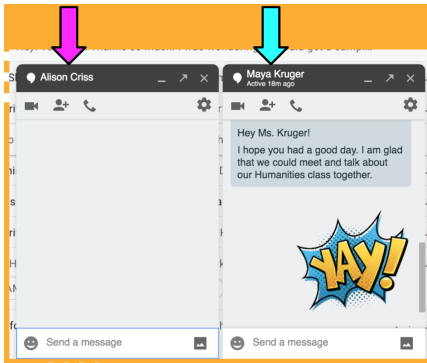 Alison Criss
Maya Kruger
Active 18m ago
Hey Ms. Kruger!
I hope you had a good day. I am glad
that we could meet and talk about
our Humanities class together.
YAY!
Send a message
Send a message